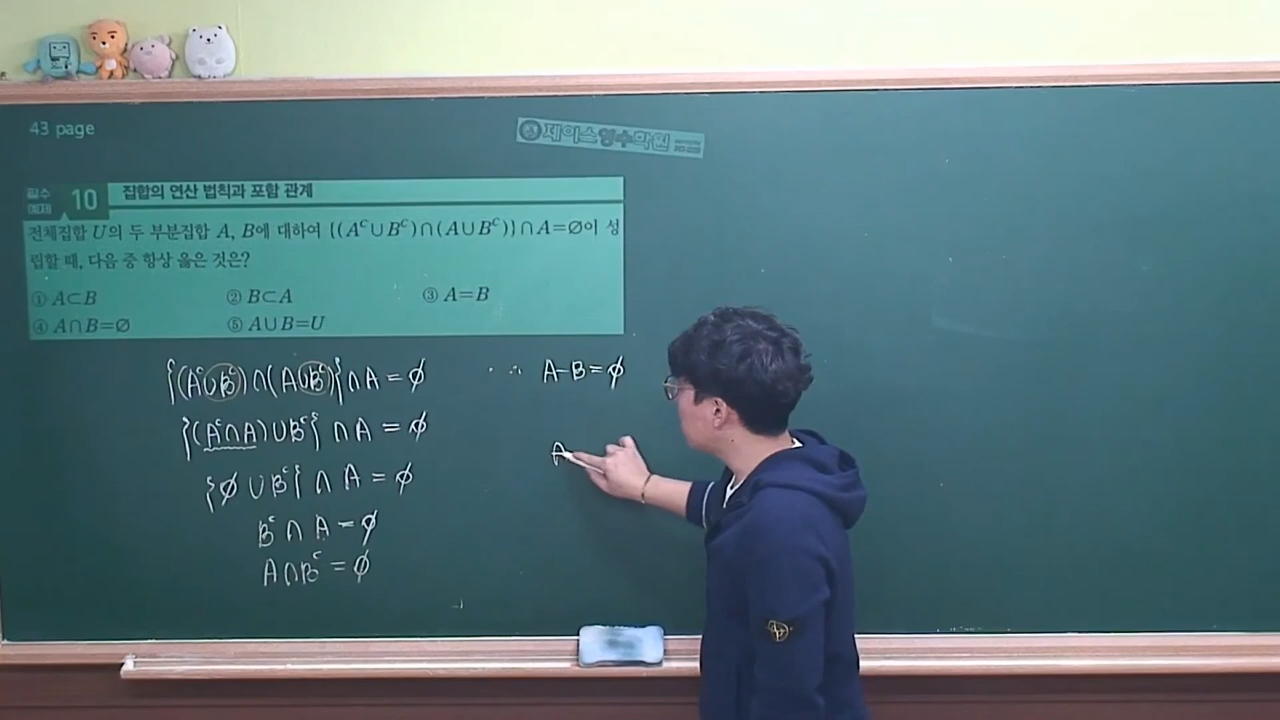 43 page
제이스영수학원
필수 예제 10 집합의 연산 법칙과 포함 관계
전체집합 U의 두 부분집합 A, B에 대하여 {(A^C∪B^C)∩(A∪B^C)}∩A=∅이 성
립할 때, 다음 중 항상 옳은 것은?
① A⊂B ② B⊂A ③ A=B
④ A∩B=∅ ⑤ A∪B=U
{(A^c∪B^c)∩(A∪B^c)}∩A=∅
{(A^c∩A)∪B^c}∩A=∅
{∅∪B^c}∩A=∅
B^c∩A=∅
A∩B^c=∅
∴ A-B=∅
A